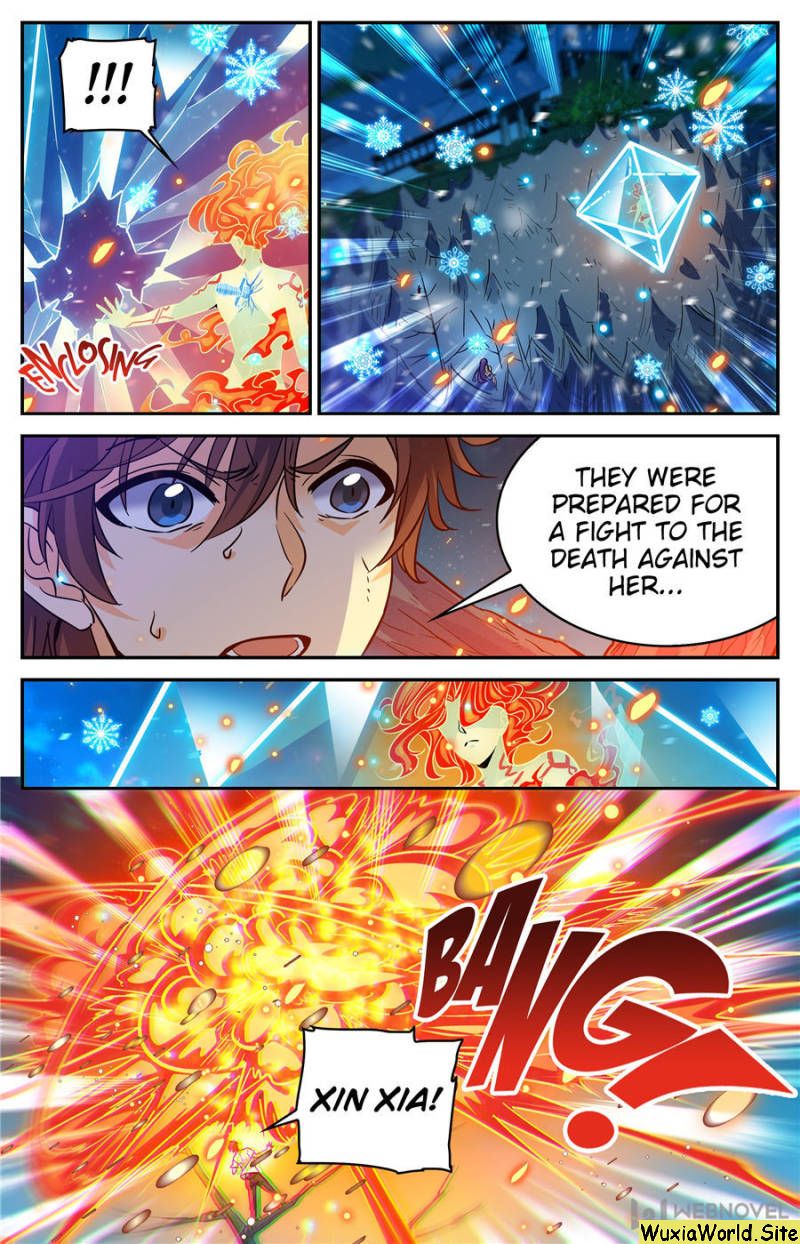 !!!
ENCLOSING
THEY WERE
PREPARED FOR
A FIGHT TO THE
DEATH AGAINST
HER...
BANG!
XIN XIA!
WEBNOVEL
WuxiaWorld.Site